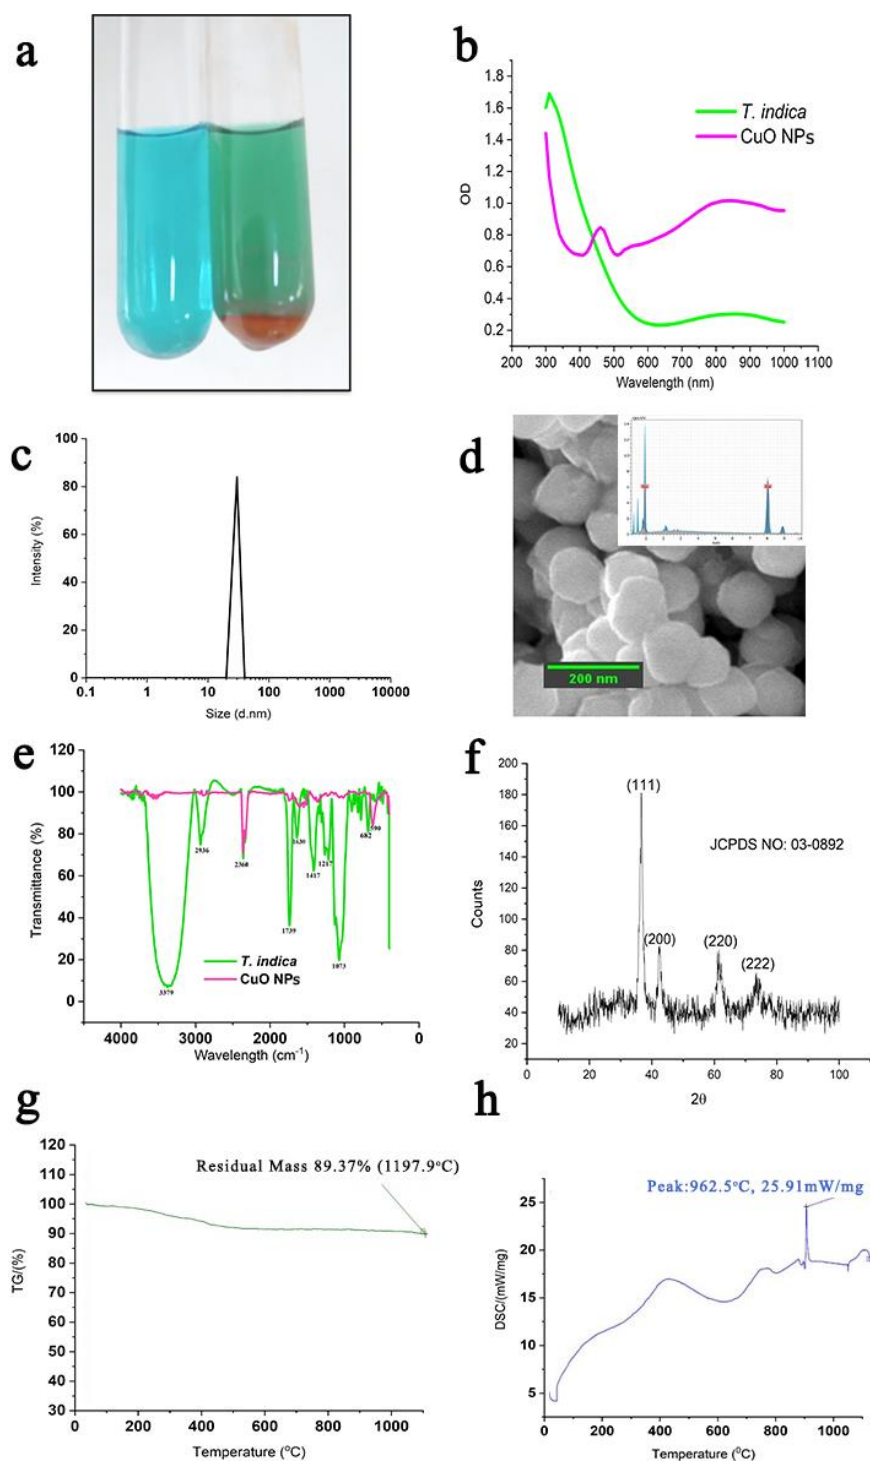 a
b
1.8
1.6
1.4
1.2
1.0
0.8
0.6
0.4
0.2
OD
T. indica
CuO NPs
200 300 400 500 600 700 800 900 1000 1100
Wavelength (nm)
c
100
80
60
40
20
0
Intensity (%)
0.1 1 10 100 1000 10000
Size (d.nm)
d
200 nm
e
120
100
80
60
40
20
0
Transmittance (%)
2936
2360
1739
1630
1417
1217
1073
682
590
3379
T. indica
CuO NPs
4000 3000 2000 1000 0
Wavelength (cm⁻¹)
f
200
180
160
140
120
100
80
60
40
20
Counts
(111)
JCPDS NO: 03-0892
(200)
(220)
(222)
0 20 40 60 80 100
2θ
g
120
110
100
90
80
70
60
50
40
30
TG/(%)
Residual Mass 89.37% (1197.9°C)
0 200 400 600 800 1000
Temperature (°C)
h
Peak:962.5°C, 25.91mW/mg
25
20
15
10
5
DSC/(mW/mg)
0 200 400 600 800 1000
Temperature (⁰C)